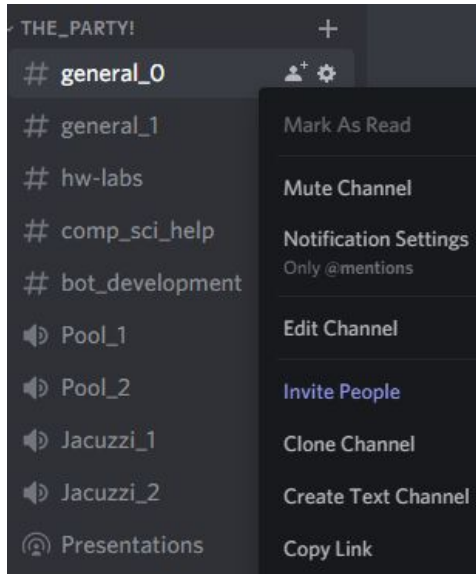 THE_PARTY!
general_0
general_1
hw-labs
comp_sci_help
bot_development
Pool_1
Pool_2
Jacuzzi_1
Jacuzzi_2
Presentations
Mark As Read
Mute Channel
Notification Settings
Only @mentions
Edit Channel
Invite People
Clone Channel
Create Text Channel
Copy Link